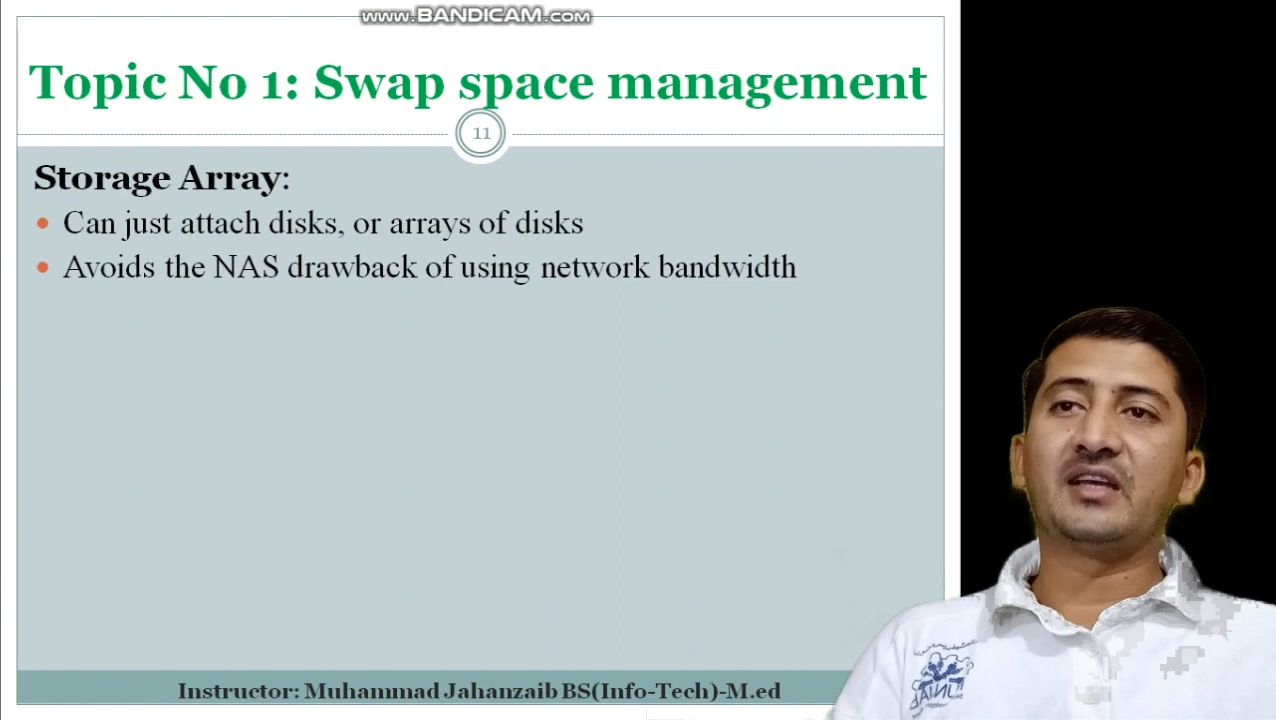 www.BANDICAM.com
Topic No 1: Swap space management
11
Storage Array:
• Can just attach disks, or arrays of disks
• Avoids the NAS drawback of using network bandwidth
Instructor: Muhammad Jahanzaib BS(Info-Tech)-M.ed